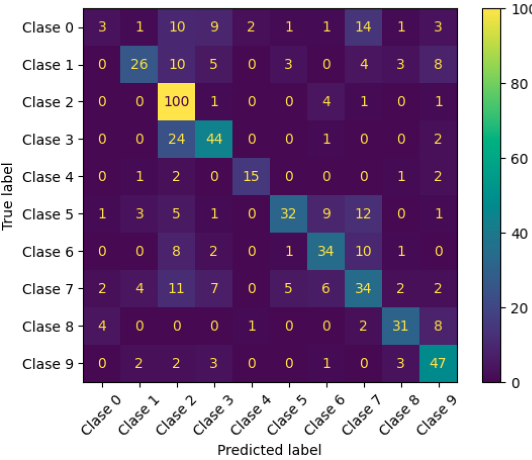 100
Clase 0 3 1 10 9 2 1 1 14 1 3
Clase 1 0 26 10 5 0 3 0 4 3 8
80
Clase 2 0 0 100 1 0 0 4 1 0 1
Clase 3 0 0 24 44 0 0 1 0 0 2
60
Clase 4 0 1 2 0 15 0 0 0 1 2
True label
Clase 5 1 3 5 1 0 32 9 12 0 1
40
Clase 6 0 0 8 2 0 1 34 10 1 0
Clase 7 2 4 11 7 0 5 6 34 2 2
20
Clase 8 4 0 0 0 1 0 0 2 31 8
Clase 9 0 2 2 3 0 0 1 0 3 47
0
Clase 0 Clase 1 Clase 2 Clase 3 Clase 4 Clase 5 Clase 6 Clase 7 Clase 8 Clase 9
Predicted label